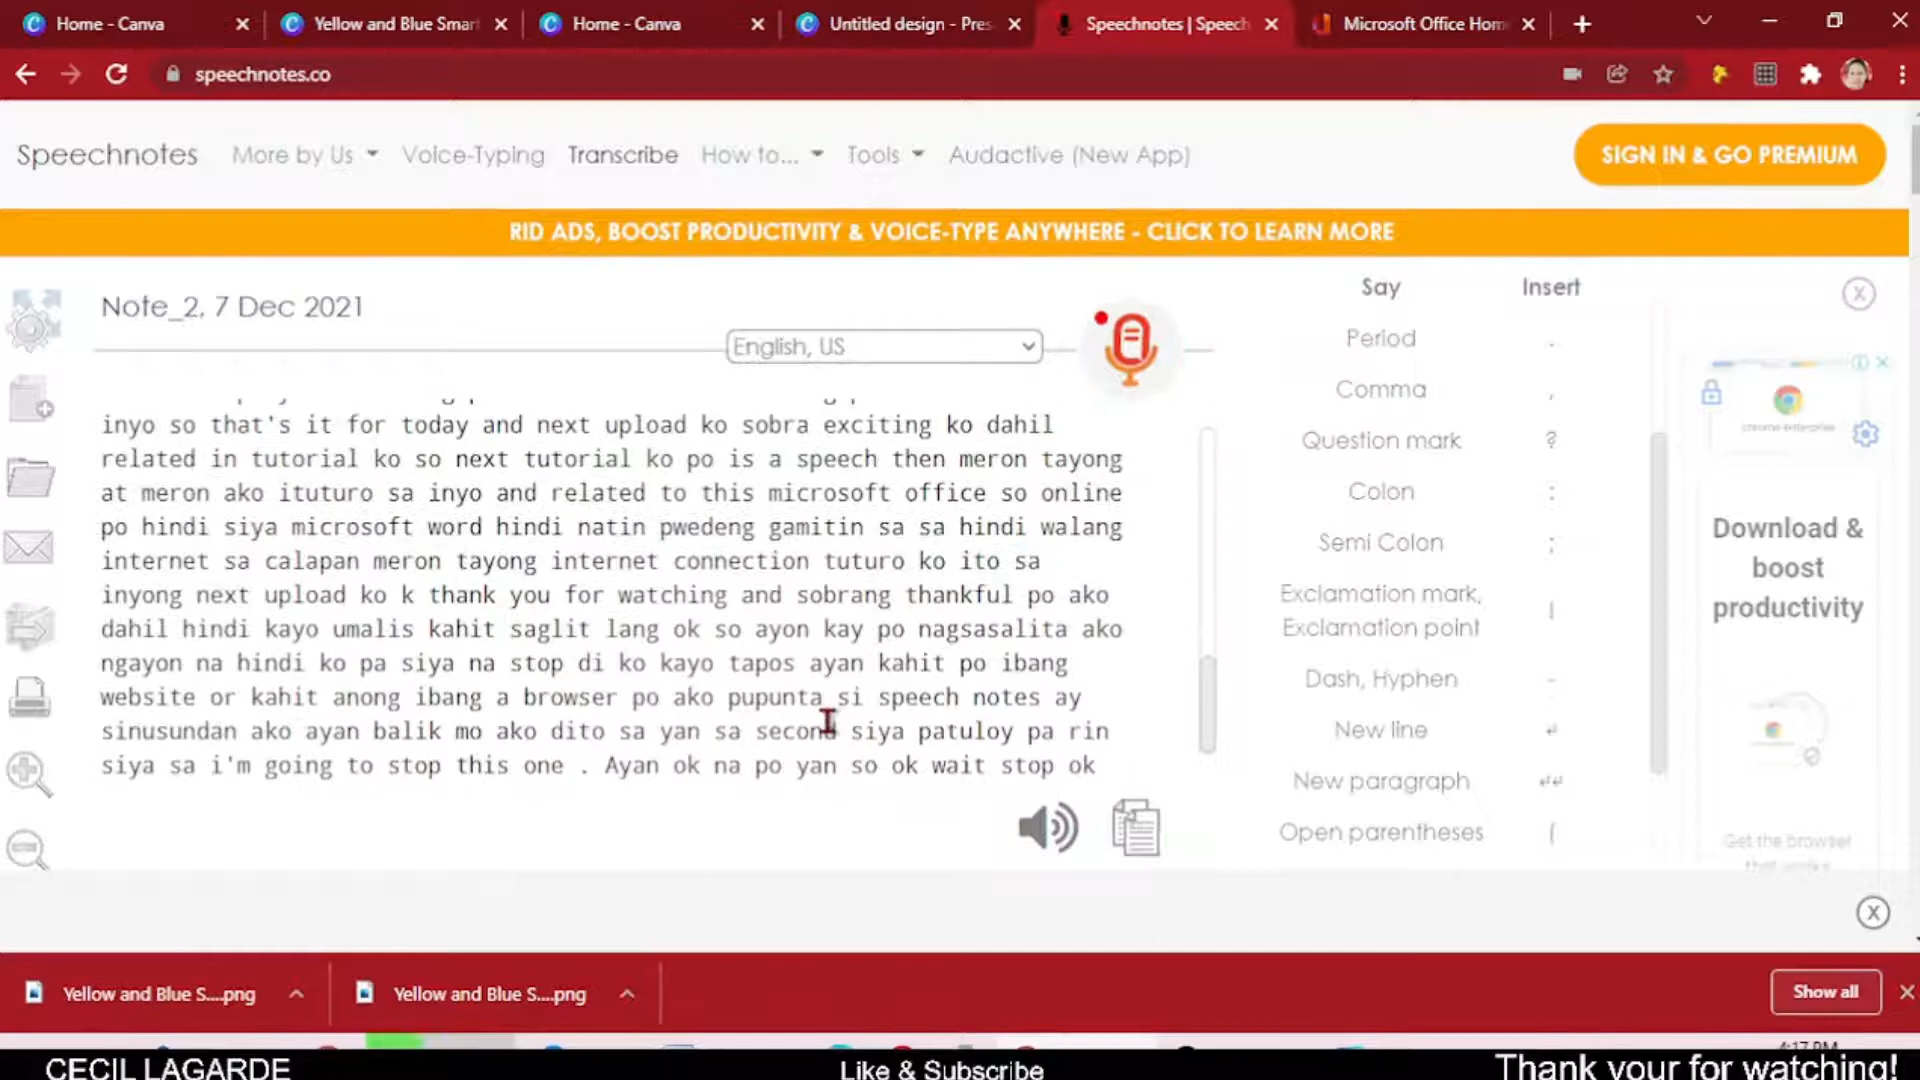 Home - Canva
Yellow and Blue Smar
Home - Canva
Untitled design - Pres
Speechnotes | Speech
Microsoft Office Hom
speechnotes.co
Speechnotes
More by Us
Voice-Typing
Transcribe
How to...
Tools
Audactive (New App)
SIGN IN & GO PREMIUM
RID ADS, BOOST PRODUCTIVITY & VOICE-TYPE ANYWHERE - CLICK TO LEARN MORE
Note_2, 7 Dec 2021
English, US
inyo so that's it for today and next upload ko sobra exciting ko dahil
related in tutorial ko so next tutorial ko po is a speech then meron tayong
at meron ako ituturo sa inyo and related to this microsoft office so online
po hindi siya microsoft word hindi natin pwedeng gamitin sa sa hindi walang
internet sa calapan meron tayong internet connection tuturo ko ito sa
inyong next upload ko k thank you for watching and sobrang thankful po ako
dahil hindi kayo umalis kahit saglit lang ok so ayon kay po nagsasalita ako
ngayon na hindi ko pa siya na stop di ko kayo tapos ayan kahit po ibang
website or kahit anong ibang a browser po ako pupunta si speech notes ay
sinusundan ako ayan balik mo ako dito sa yan sa second siya patuloy pa rin
siya sa i'm going to stop this one . Ayan ok na po yan so ok wait stop ok
Say Insert
Period .
Comma ,
Question mark ?
Colon :
Semi Colon ;
Exclamation mark,
Exclamation point !
Dash, Hyphen -
New line ↵
New paragraph ↵↵
Open parentheses (
chrome enterprise
Download &
boost
productivity
Get the browser
Yellow and Blue S....png
Yellow and Blue S....png
Show all
4:17 PM
CECIL LAGARDE
Like & Subscribe
Thank your for watching!